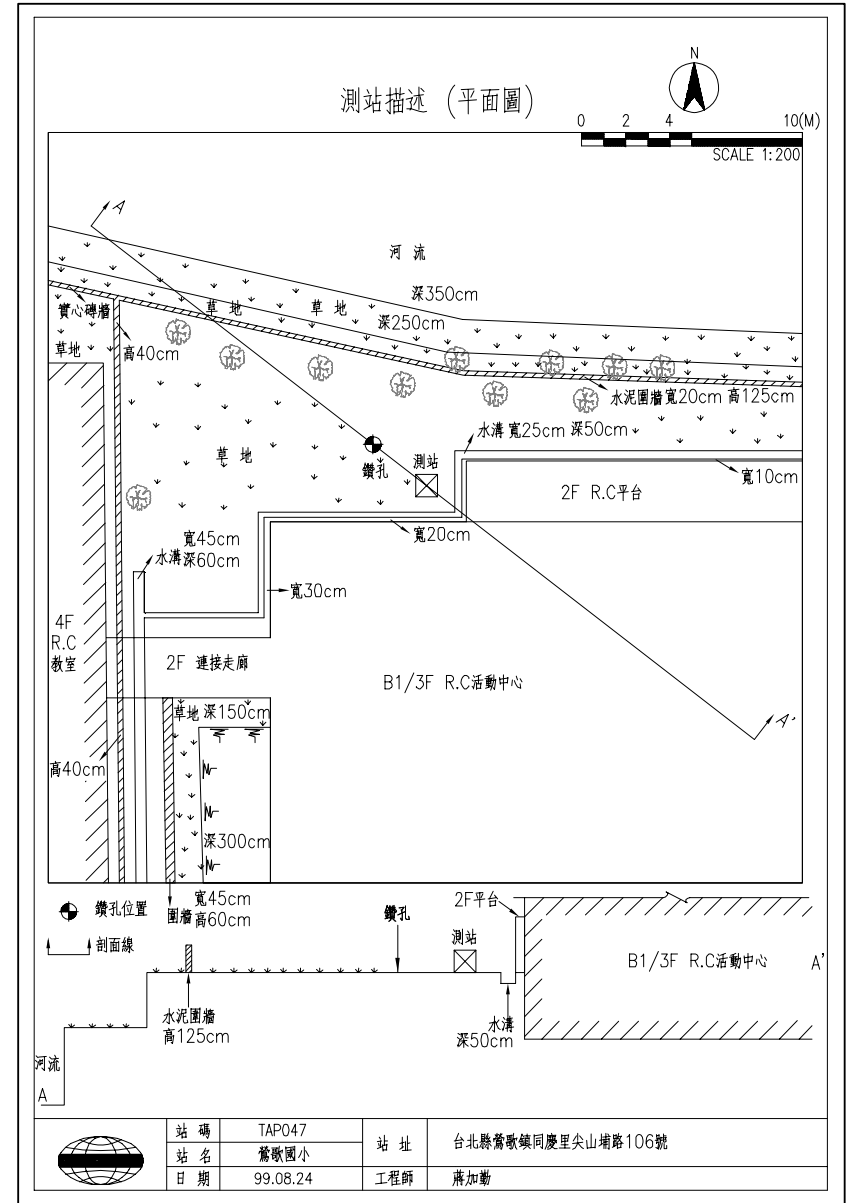 N
測站描述 (平面圖)
0 2 4 10(M)
SCALE 1:200
A
河 流
深350cm
草 地
草 地
深250cm
實心磚牆
高40cm
草地
水泥圍牆寬20cm 高125cm
水溝 寬25cm 深50cm
草 地
鑽孔
測站
寬10cm
2F R.C平台
寬45cm
水溝深60cm
寬20cm
寬30cm
4F
R.C
教室
2F 連接走廊
B1/3F R.C活動中心
A'
草地 深150cm
高40cm
深300cm
鑽孔位置
圍牆
寬45cm
高60cm
剖面線
鑽孔
2F平台
測站
B1/3F R.C活動中心 A'
水泥圍牆
高125cm
水溝
深50cm
河流
A
站 碼 TAP047
站 名 鶯歌國小
日 期 99.08.24
站 址 台北縣鶯歌鎮同慶里尖山埔路106號
工程師 蔣加勤